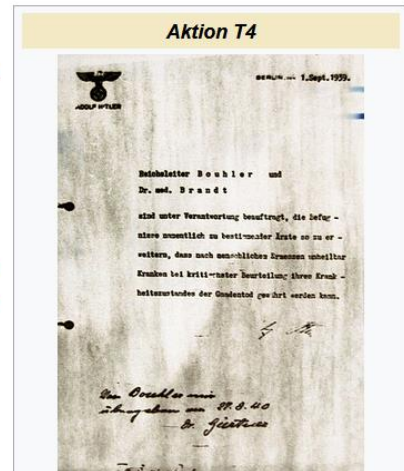 Aktion T4
ADOLF HITLER
BERLIN, 1.Sept.1939.
Reichsleiter B o u h l e r und
Dr. med. B r a n d t
sind unter Verantwortung beauftragt, die Befug -
nisse namentlich zu bestimmender Ärzte so zu er -
weitern, dass nach menschlichem Ermessen unheilbar
Kranken bei kritischster Beurteilung ihres Krank -
heitszustandes der Gnadentod gewährt werden kann.
Von Bouhler mir
übergeben am 27.8.40
Dr. Gürtner